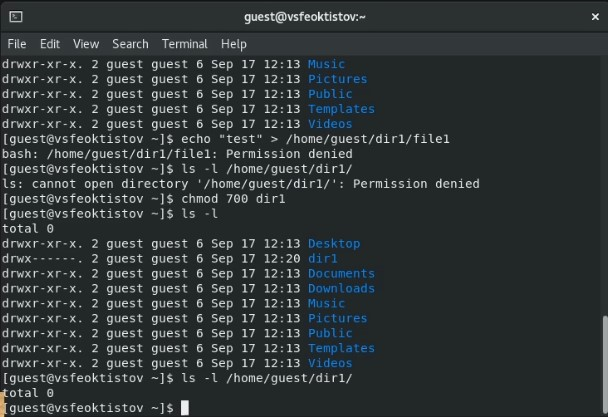 guest@vsfeoktistov:~
File Edit View Search Terminal Help
drwxr-xr-x. 2 guest guest 6 Sep 17 12:13 Music
drwxr-xr-x. 2 guest guest 6 Sep 17 12:13 Pictures
drwxr-xr-x. 2 guest guest 6 Sep 17 12:13 Public
drwxr-xr-x. 2 guest guest 6 Sep 17 12:13 Templates
drwxr-xr-x. 2 guest guest 6 Sep 17 12:13 Videos
[guest@vsfeoktistov ~]$ echo "test" > /home/guest/dir1/file1
bash: /home/guest/dir1/file1: Permission denied
[guest@vsfeoktistov ~]$ ls -l /home/guest/dir1/
ls: cannot open directory '/home/guest/dir1/': Permission denied
[guest@vsfeoktistov ~]$ chmod 700 dir1
[guest@vsfeoktistov ~]$ ls -l
total 0
drwxr-xr-x. 2 guest guest 6 Sep 17 12:13 Desktop
drwx------. 2 guest guest 6 Sep 17 12:20 dir1
drwxr-xr-x. 2 guest guest 6 Sep 17 12:13 Documents
drwxr-xr-x. 2 guest guest 6 Sep 17 12:13 Downloads
drwxr-xr-x. 2 guest guest 6 Sep 17 12:13 Music
drwxr-xr-x. 2 guest guest 6 Sep 17 12:13 Pictures
drwxr-xr-x. 2 guest guest 6 Sep 17 12:13 Public
drwxr-xr-x. 2 guest guest 6 Sep 17 12:13 Templates
drwxr-xr-x. 2 guest guest 6 Sep 17 12:13 Videos
[guest@vsfeoktistov ~]$ ls -l /home/guest/dir1/
total 0
[guest@vsfeoktistov ~]$